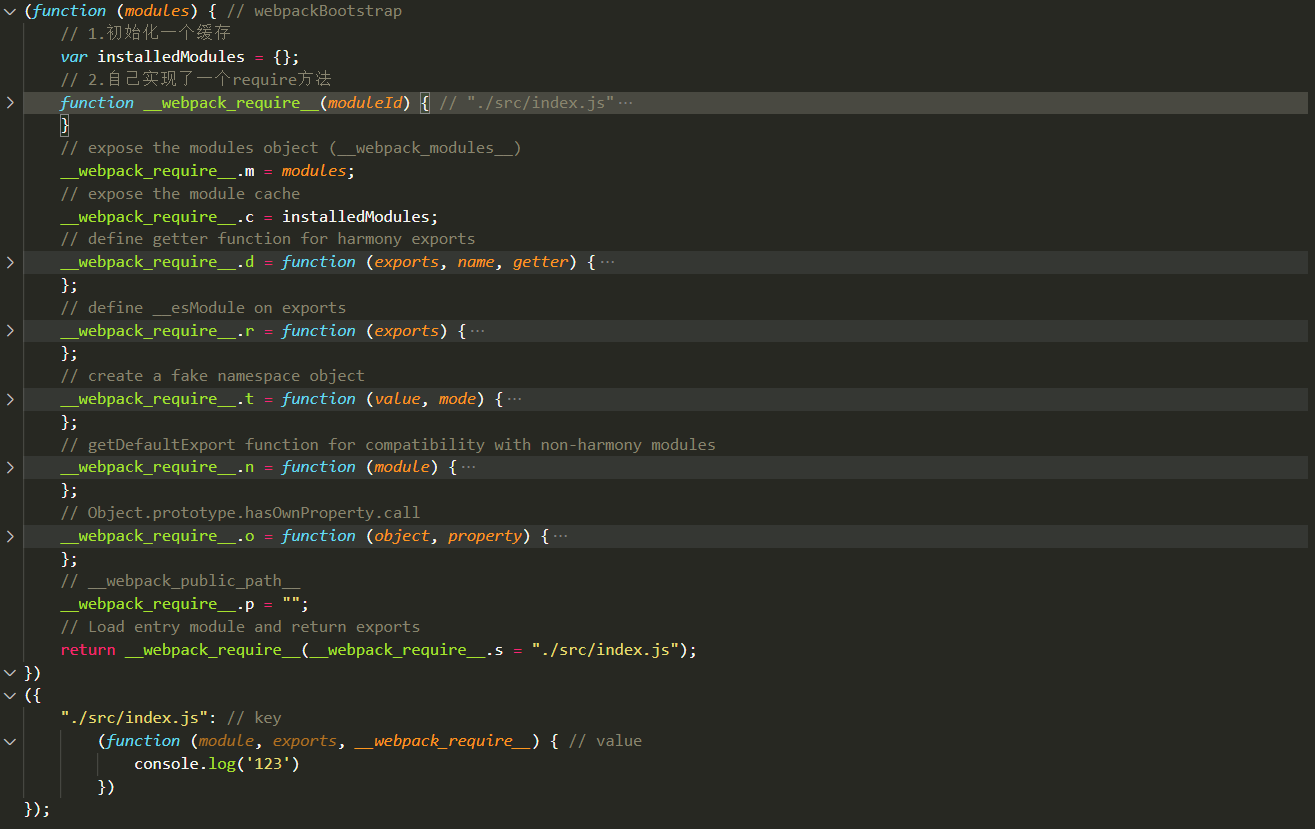 (function (modules) { // webpackBootstrap
    // 1.初始化一个缓存
    var installedModules = {};
    // 2.自己实现了一个require方法
    function __webpack_require__(moduleId) { // "./src/index.js"···
    }
    // expose the modules object (__webpack_modules__)
    __webpack_require__.m = modules;
    // expose the module cache
    __webpack_require__.c = installedModules;
    // define getter function for harmony exports
    __webpack_require__.d = function (exports, name, getter) {···
    };
    // define __esModule on exports
    __webpack_require__.r = function (exports) {···
    };
    // create a fake namespace object
    __webpack_require__.t = function (value, mode) {···
    };
    // getDefaultExport function for compatibility with non-harmony modules
    __webpack_require__.n = function (module) {···
    };
    // Object.prototype.hasOwnProperty.call
    __webpack_require__.o = function (object, property) {···
    };
    // __webpack_public_path__
    __webpack_require__.p = "";
    // Load entry module and return exports
    return __webpack_require__(__webpack_require__.s = "./src/index.js");
})
({
    "./src/index.js": // key
        (function (module, exports, __webpack_require__) { // value
            console.log('123')
        })
});